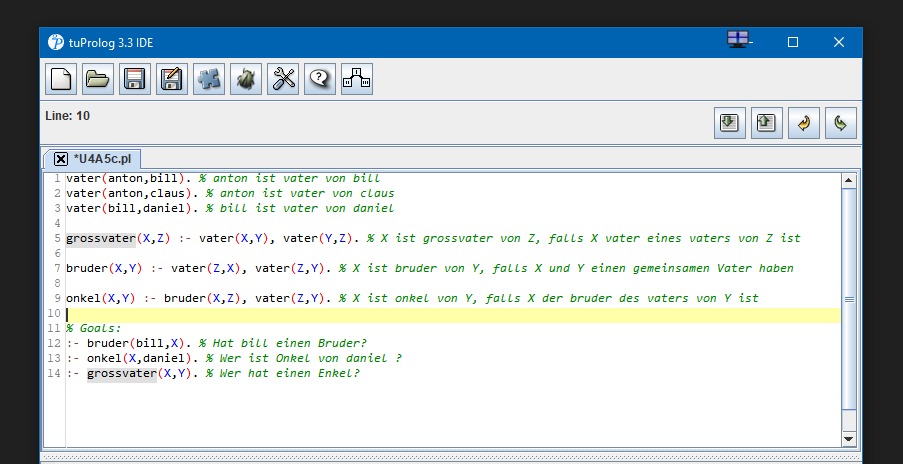 tuProlog 3.3 IDE
Line: 10
*U4A5c.pl
1 vater(anton,bill). % anton ist vater von bill
2 vater(anton,claus). % anton ist vater von claus
3 vater(bill,daniel). % bill ist vater von daniel
4
5 grossvater(X,Z) :- vater(X,Y), vater(Y,Z). % X ist grossvater von Z, falls X vater eines vaters von Z ist
6
7 bruder(X,Y) :- vater(Z,X), vater(Z,Y). % X ist bruder von Y, falls X und Y einen gemeinsamen Vater haben
8
9 onkel(X,Y) :- bruder(X,Z), vater(Z,Y). % X ist onkel von Y, falls X der bruder des vaters von Y ist
10
11 % Goals:
12 :- bruder(bill,X). % Hat bill einen Bruder?
13 :- onkel(X,daniel). % Wer ist Onkel von daniel ?
14 :- grossvater(X,Y). % Wer hat einen Enkel?